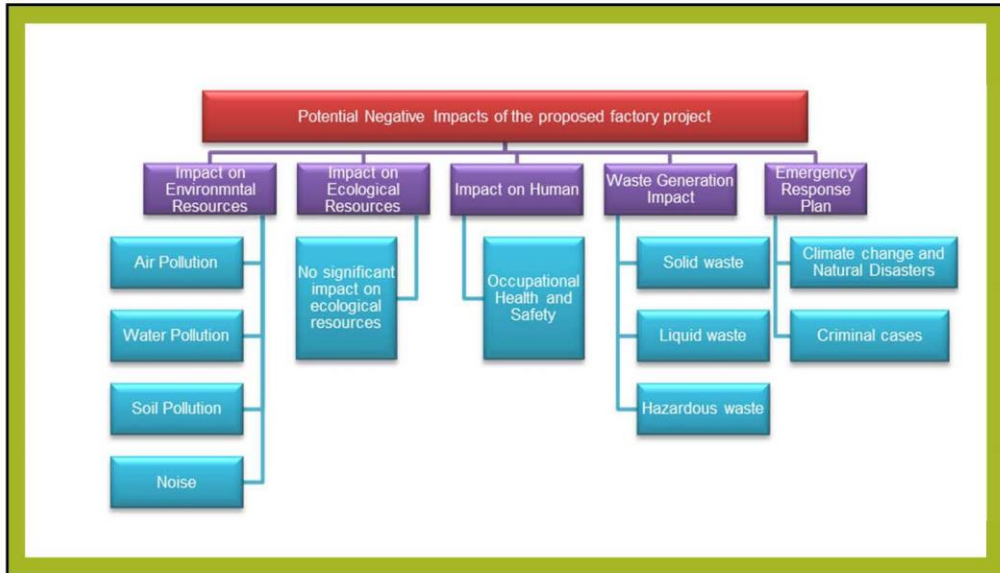 Potential Negative Impacts of the proposed factory project
Impact on
Environmntal
Resources
Air Pollution
Water Pollution
Soil Pollution
Noise
Impact on
Ecological
Resources
No significant
impact on
ecological
resources
Impact on Human
Occupational
Health and
Safety
Waste Generation
Impact
Solid waste
Liquid waste
Hazardous waste
Emergency
Response
Plan
Climate change and
Natural Disasters
Criminal cases